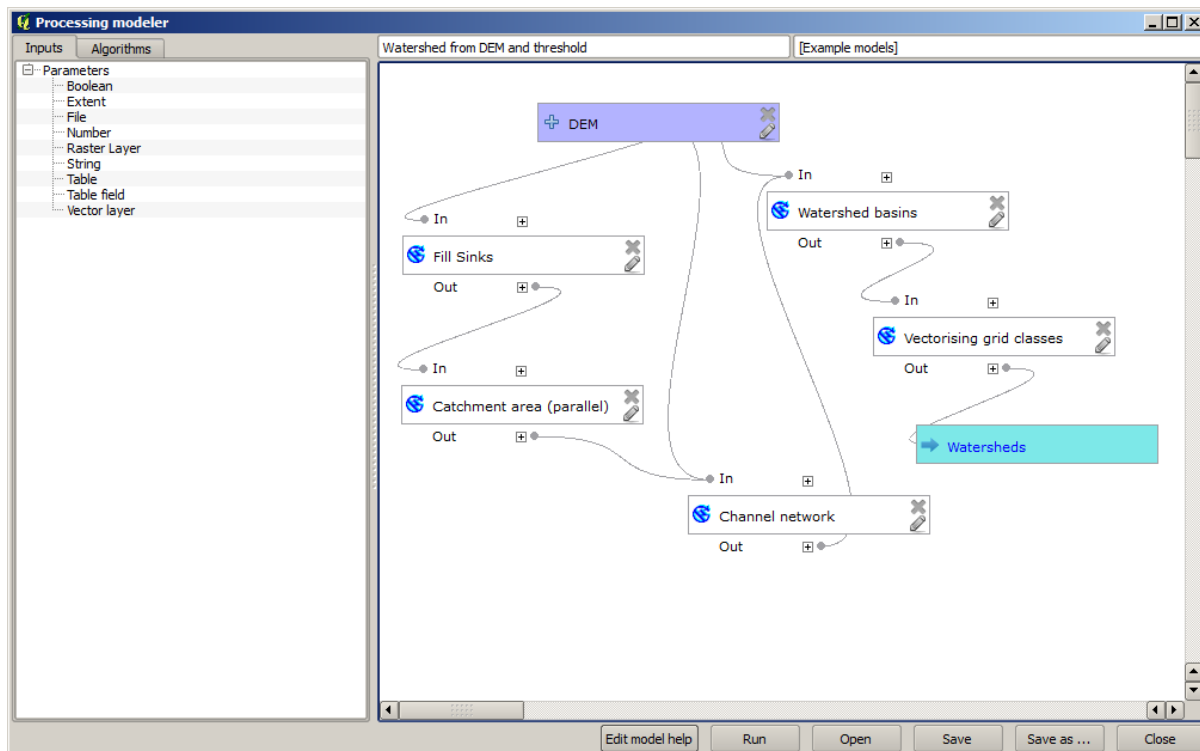 Processing modeler
Inputs
Algorithms
Parameters
Boolean
Extent
File
Number
Raster Layer
String
Table
Table field
Vector layer
Watershed from DEM and threshold
[Example models]
DEM
In
Watershed basins
Out
In
Fill Sinks
Out
In
Vectorising grid classes
Out
In
Catchment area (parallel)
Out
Watersheds
In
Channel network
Out
Edit model help
Run
Open
Save
Save as ...
Close